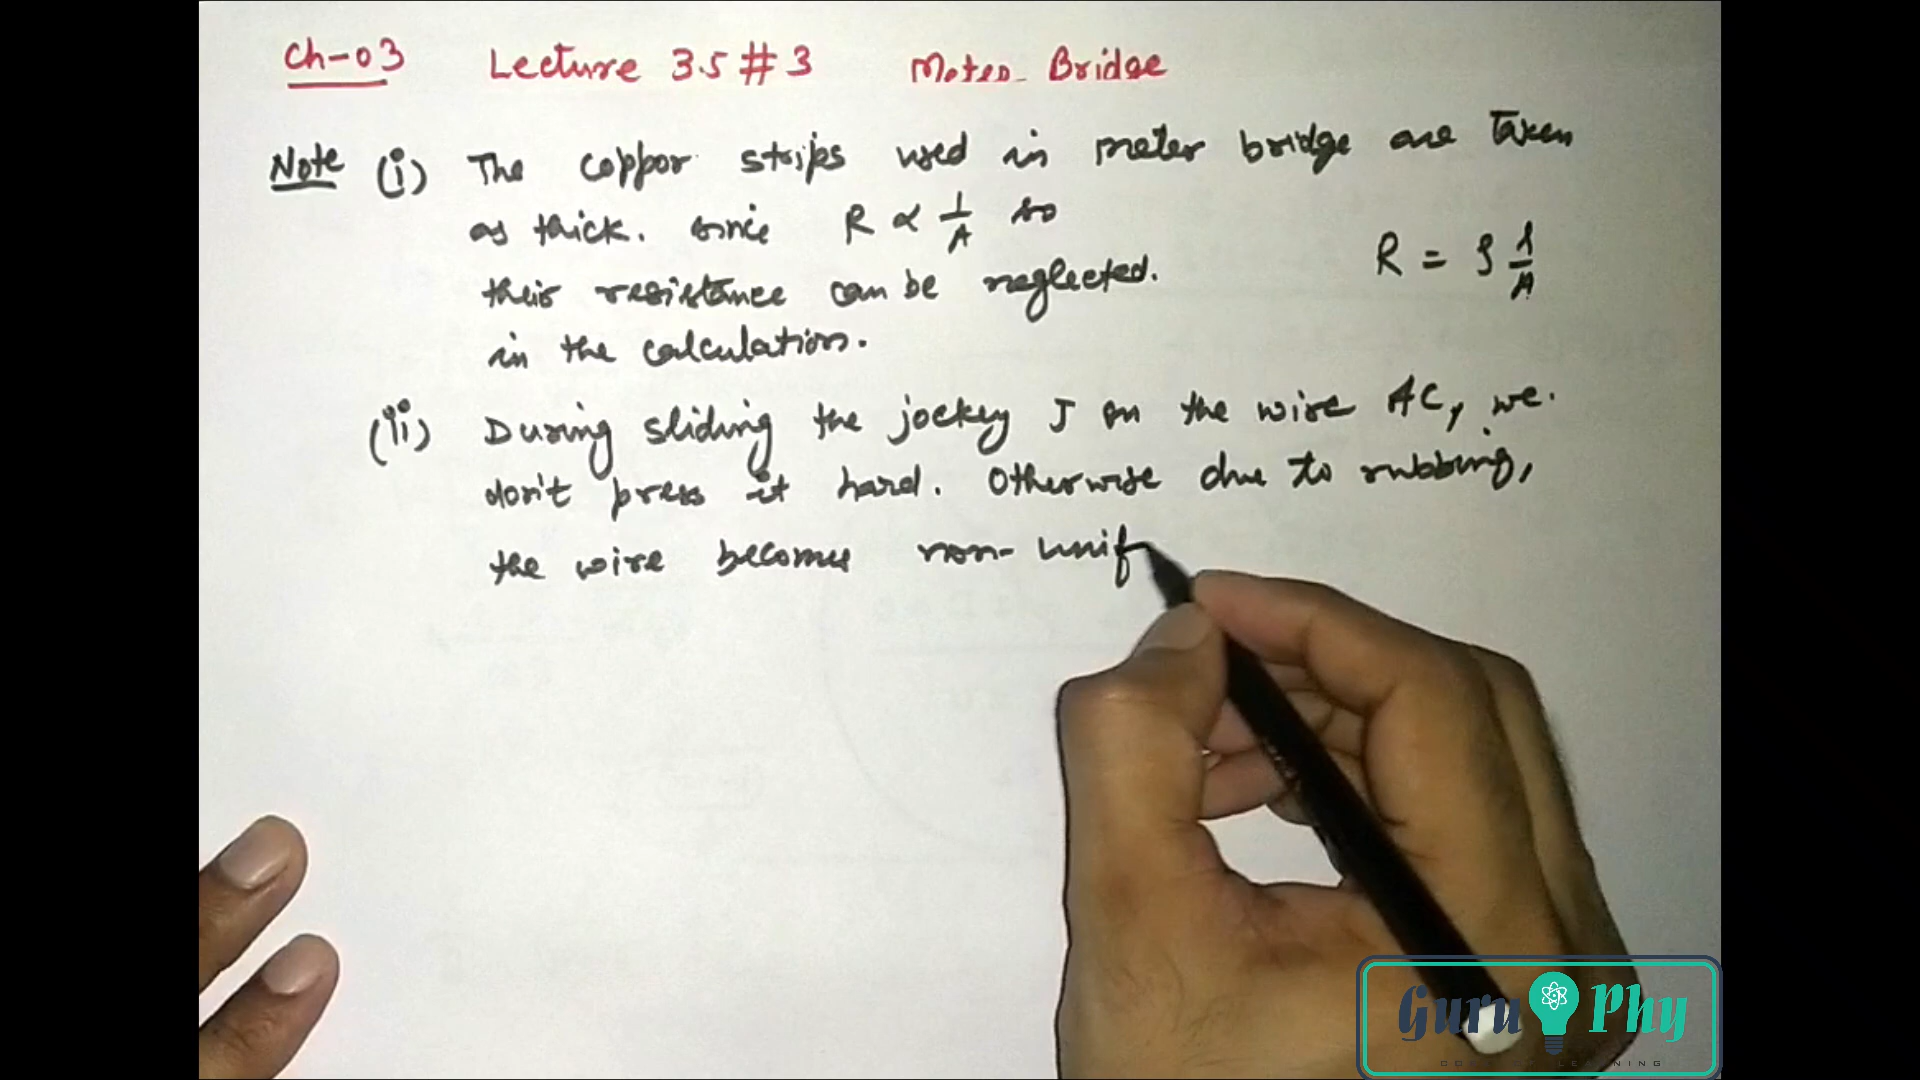 Ch-03 Lecture 3.5 # 3 Meter Bridge
Note (i) The coppor strips used in meter bridge are taken
as thick. since R ∝ 1/A so
their resistance can be neglected.
in the calculation.
R = ρ l/A
(ii) During sliding the jockey J on the wire AC, we
don't press it hard. Otherwise due to rubbing,
the wire becomes non-unif
Guru Phy